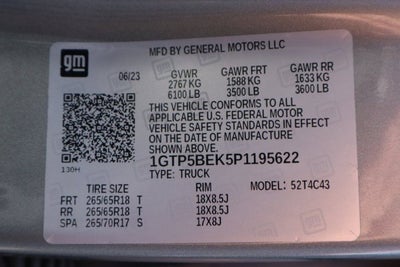 gm
MFD BY GENERAL MOTORS LLC
06/23 GVWR GAWR FRT GAWR RR
2767 KG 1588 KG 1633 KG
6100 LB 3500 LB 3600 LB
THIS VEHICLE CONFORMS TO ALL
APPLICABLE U.S. FEDERAL MOTOR
VEHICLE SAFETY STANDARDS IN EFFECT
ON THE DATE OF MANUFACTURE
SHOWN ABOVE.
130H 1GTP5BEK5P1195622
TYPE: TRUCK
TIRE SIZE RIM MODEL: 52T4C43
FRT 265/65R18 T 18X8.5J
RR 265/65R18 T 18X8.5J
SPA 265/70R17 S 17X8J